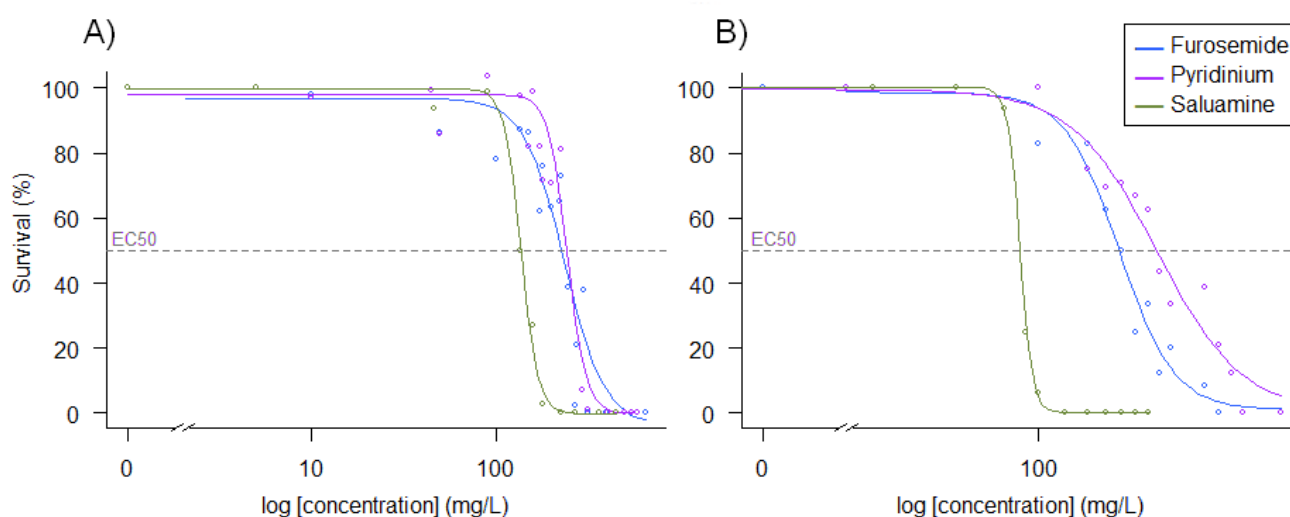 A)
B)
Furosemide
Pyridinium
Saluamine
Survival (%)
100
80
60
40
20
0
EC50
0
10
100
log [concentration] (mg/L)
100
80
60
40
20
0
EC50
0
100
log [concentration] (mg/L)